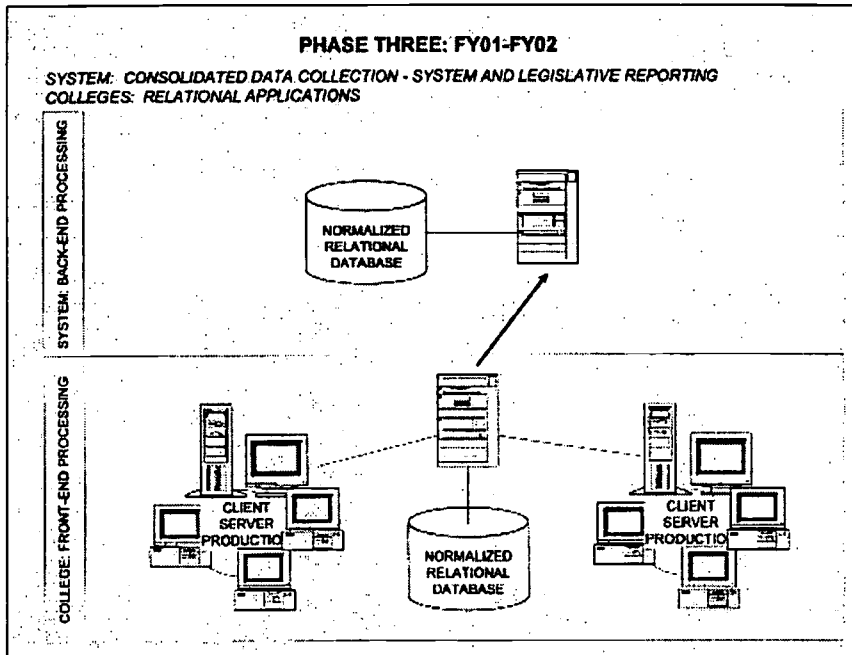 PHASE THREE: FY01-FY02
SYSTEM: CONSOLIDATED DATA COLLECTION - SYSTEM AND LEGISLATIVE REPORTING
COLLEGES: RELATIONAL APPLICATIONS
SYSTEM: BACK-END PROCESSING
NORMALIZED
RELATIONAL
DATABASE
COLLEGE: FRONT-END PROCESSING
CLIENT
SERVER
PRODUCTIO
NORMALIZED
RELATIONAL
DATABASE
CLIENT
SERVER
PRODUCTIO